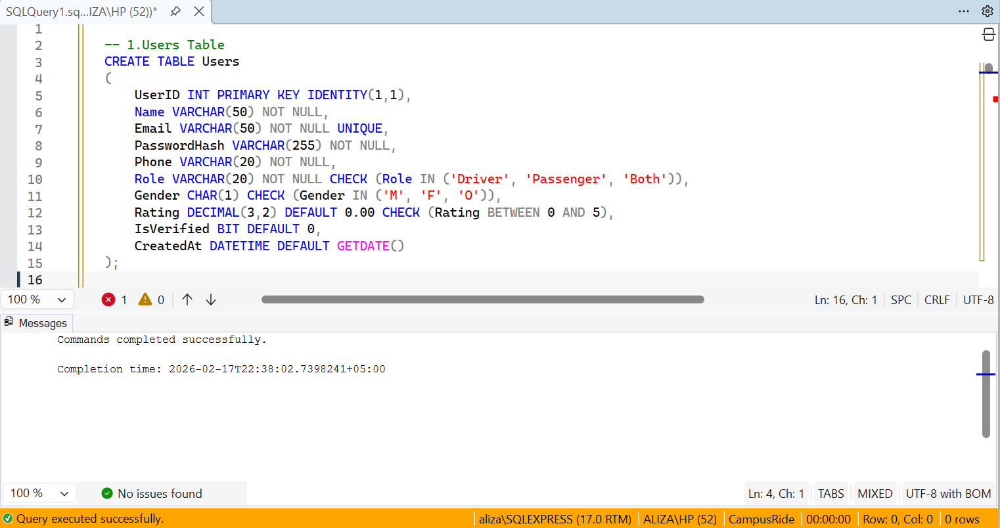 SQLQuery1.sq...IZA\HP (52))*
1
2 -- 1.Users Table
3 CREATE TABLE Users
4 (
5 UserID INT PRIMARY KEY IDENTITY(1,1),
6 Name VARCHAR(50) NOT NULL,
7 Email VARCHAR(50) NOT NULL UNIQUE,
8 PasswordHash VARCHAR(255) NOT NULL,
9 Phone VARCHAR(20) NOT NULL,
10 Role VARCHAR(20) NOT NULL CHECK (Role IN ('Driver', 'Passenger', 'Both')),
11 Gender CHAR(1) CHECK (Gender IN ('M', 'F', 'O')),
12 Rating DECIMAL(3,2) DEFAULT 0.00 CHECK (Rating BETWEEN 0 AND 5),
13 IsVerified BIT DEFAULT 0,
14 CreatedAt DATETIME DEFAULT GETDATE()
15 );
16
100 % 1 0 Ln: 16, Ch: 1 SPC CRLF UTF-8
Messages
Commands completed successfully.
Completion time: 2026-02-17T22:38:02.7398241+05:00
100 % No issues found Ln: 4, Ch: 1 TABS MIXED UTF-8 with BOM
Query executed successfully. aliza\SQLEXPRESS (17.0 RTM) ALIZA\HP (52) CampusRide 00:00:00 Row: 0, Col: 0 0 rows